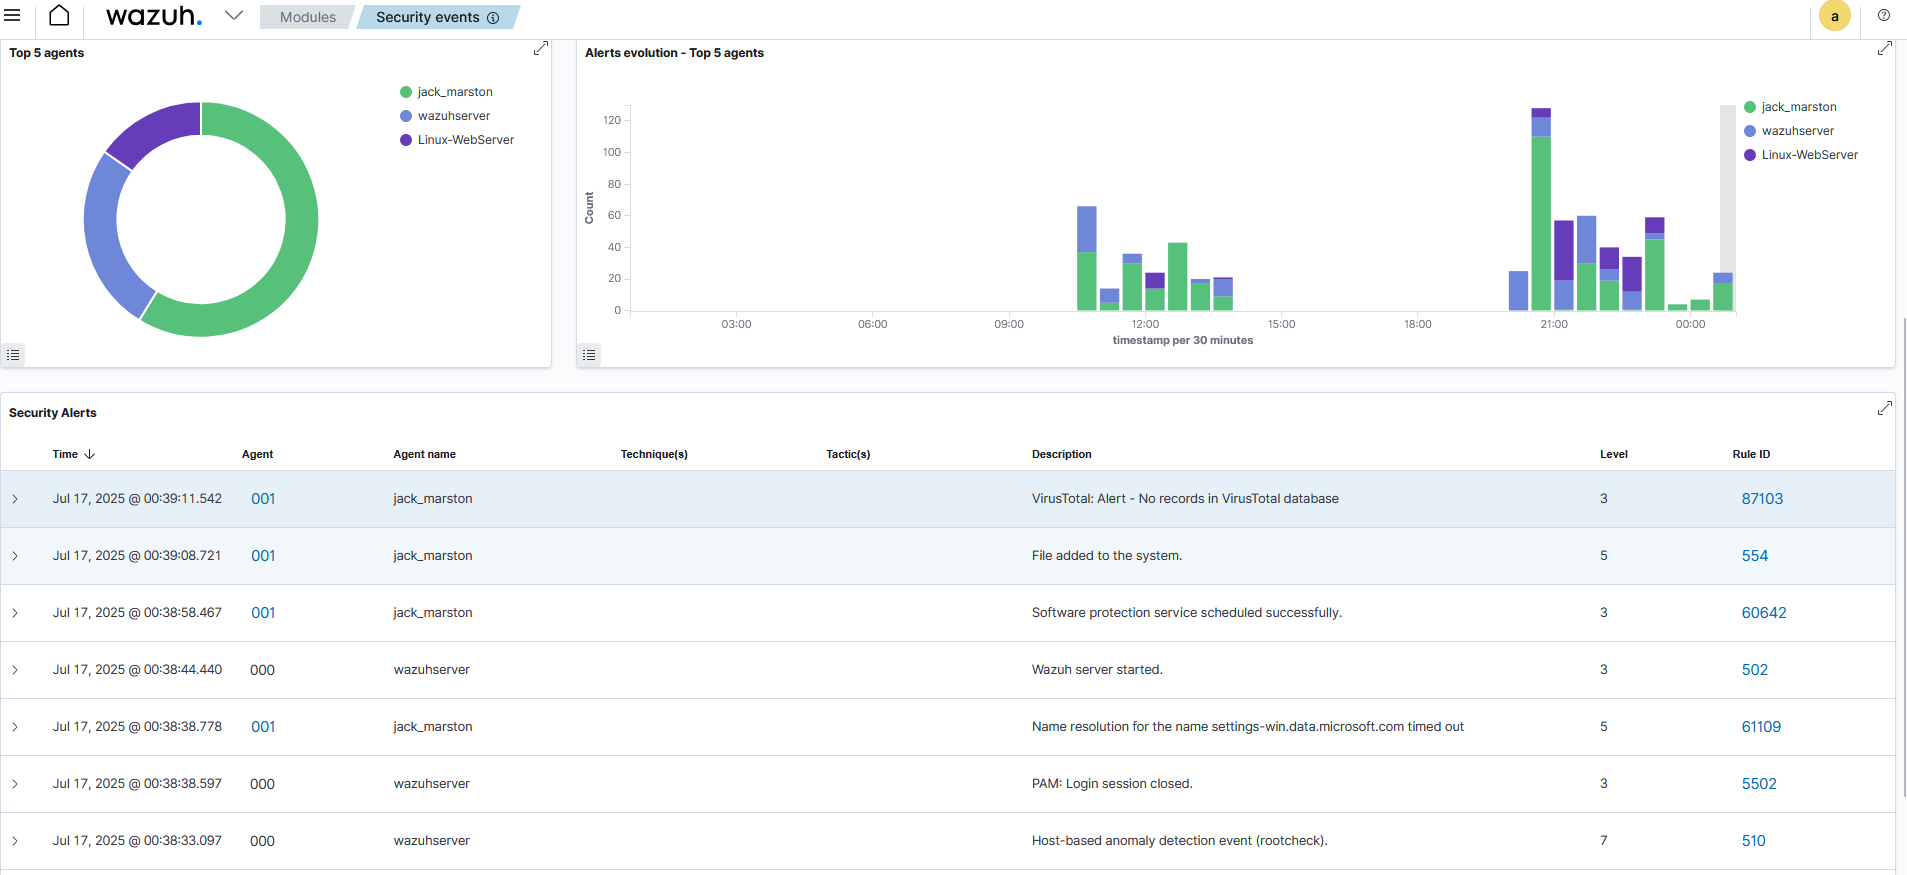 wazuh.
Modules
Security events
a
Top 5 agents
jack_marston
wazuhserver
Linux-WebServer
Alerts evolution - Top 5 agents
120
100
80
60
40
20
0
Count
03:00 06:00 09:00 12:00 15:00 18:00 21:00 00:00
timestamp per 30 minutes
jack_marston
wazuhserver
Linux-WebServer
Security Alerts
Time Agent Agent name Technique(s) Tactic(s) Description Level Rule ID
Jul 17, 2025 @ 00:39:11.542 001 jack_marston VirusTotal: Alert - No records in VirusTotal database 3 87103
Jul 17, 2025 @ 00:39:08.721 001 jack_marston File added to the system. 5 554
Jul 17, 2025 @ 00:38:58.467 001 jack_marston Software protection service scheduled successfully. 3 60642
Jul 17, 2025 @ 00:38:44.440 000 wazuhserver Wazuh server started. 3 502
Jul 17, 2025 @ 00:38:38.778 001 jack_marston Name resolution for the name settings-win.data.microsoft.com timed out 5 61109
Jul 17, 2025 @ 00:38:38.597 000 wazuhserver PAM: Login session closed. 3 5502
Jul 17, 2025 @ 00:38:33.097 000 wazuhserver Host-based anomaly detection event (rootcheck). 7 510